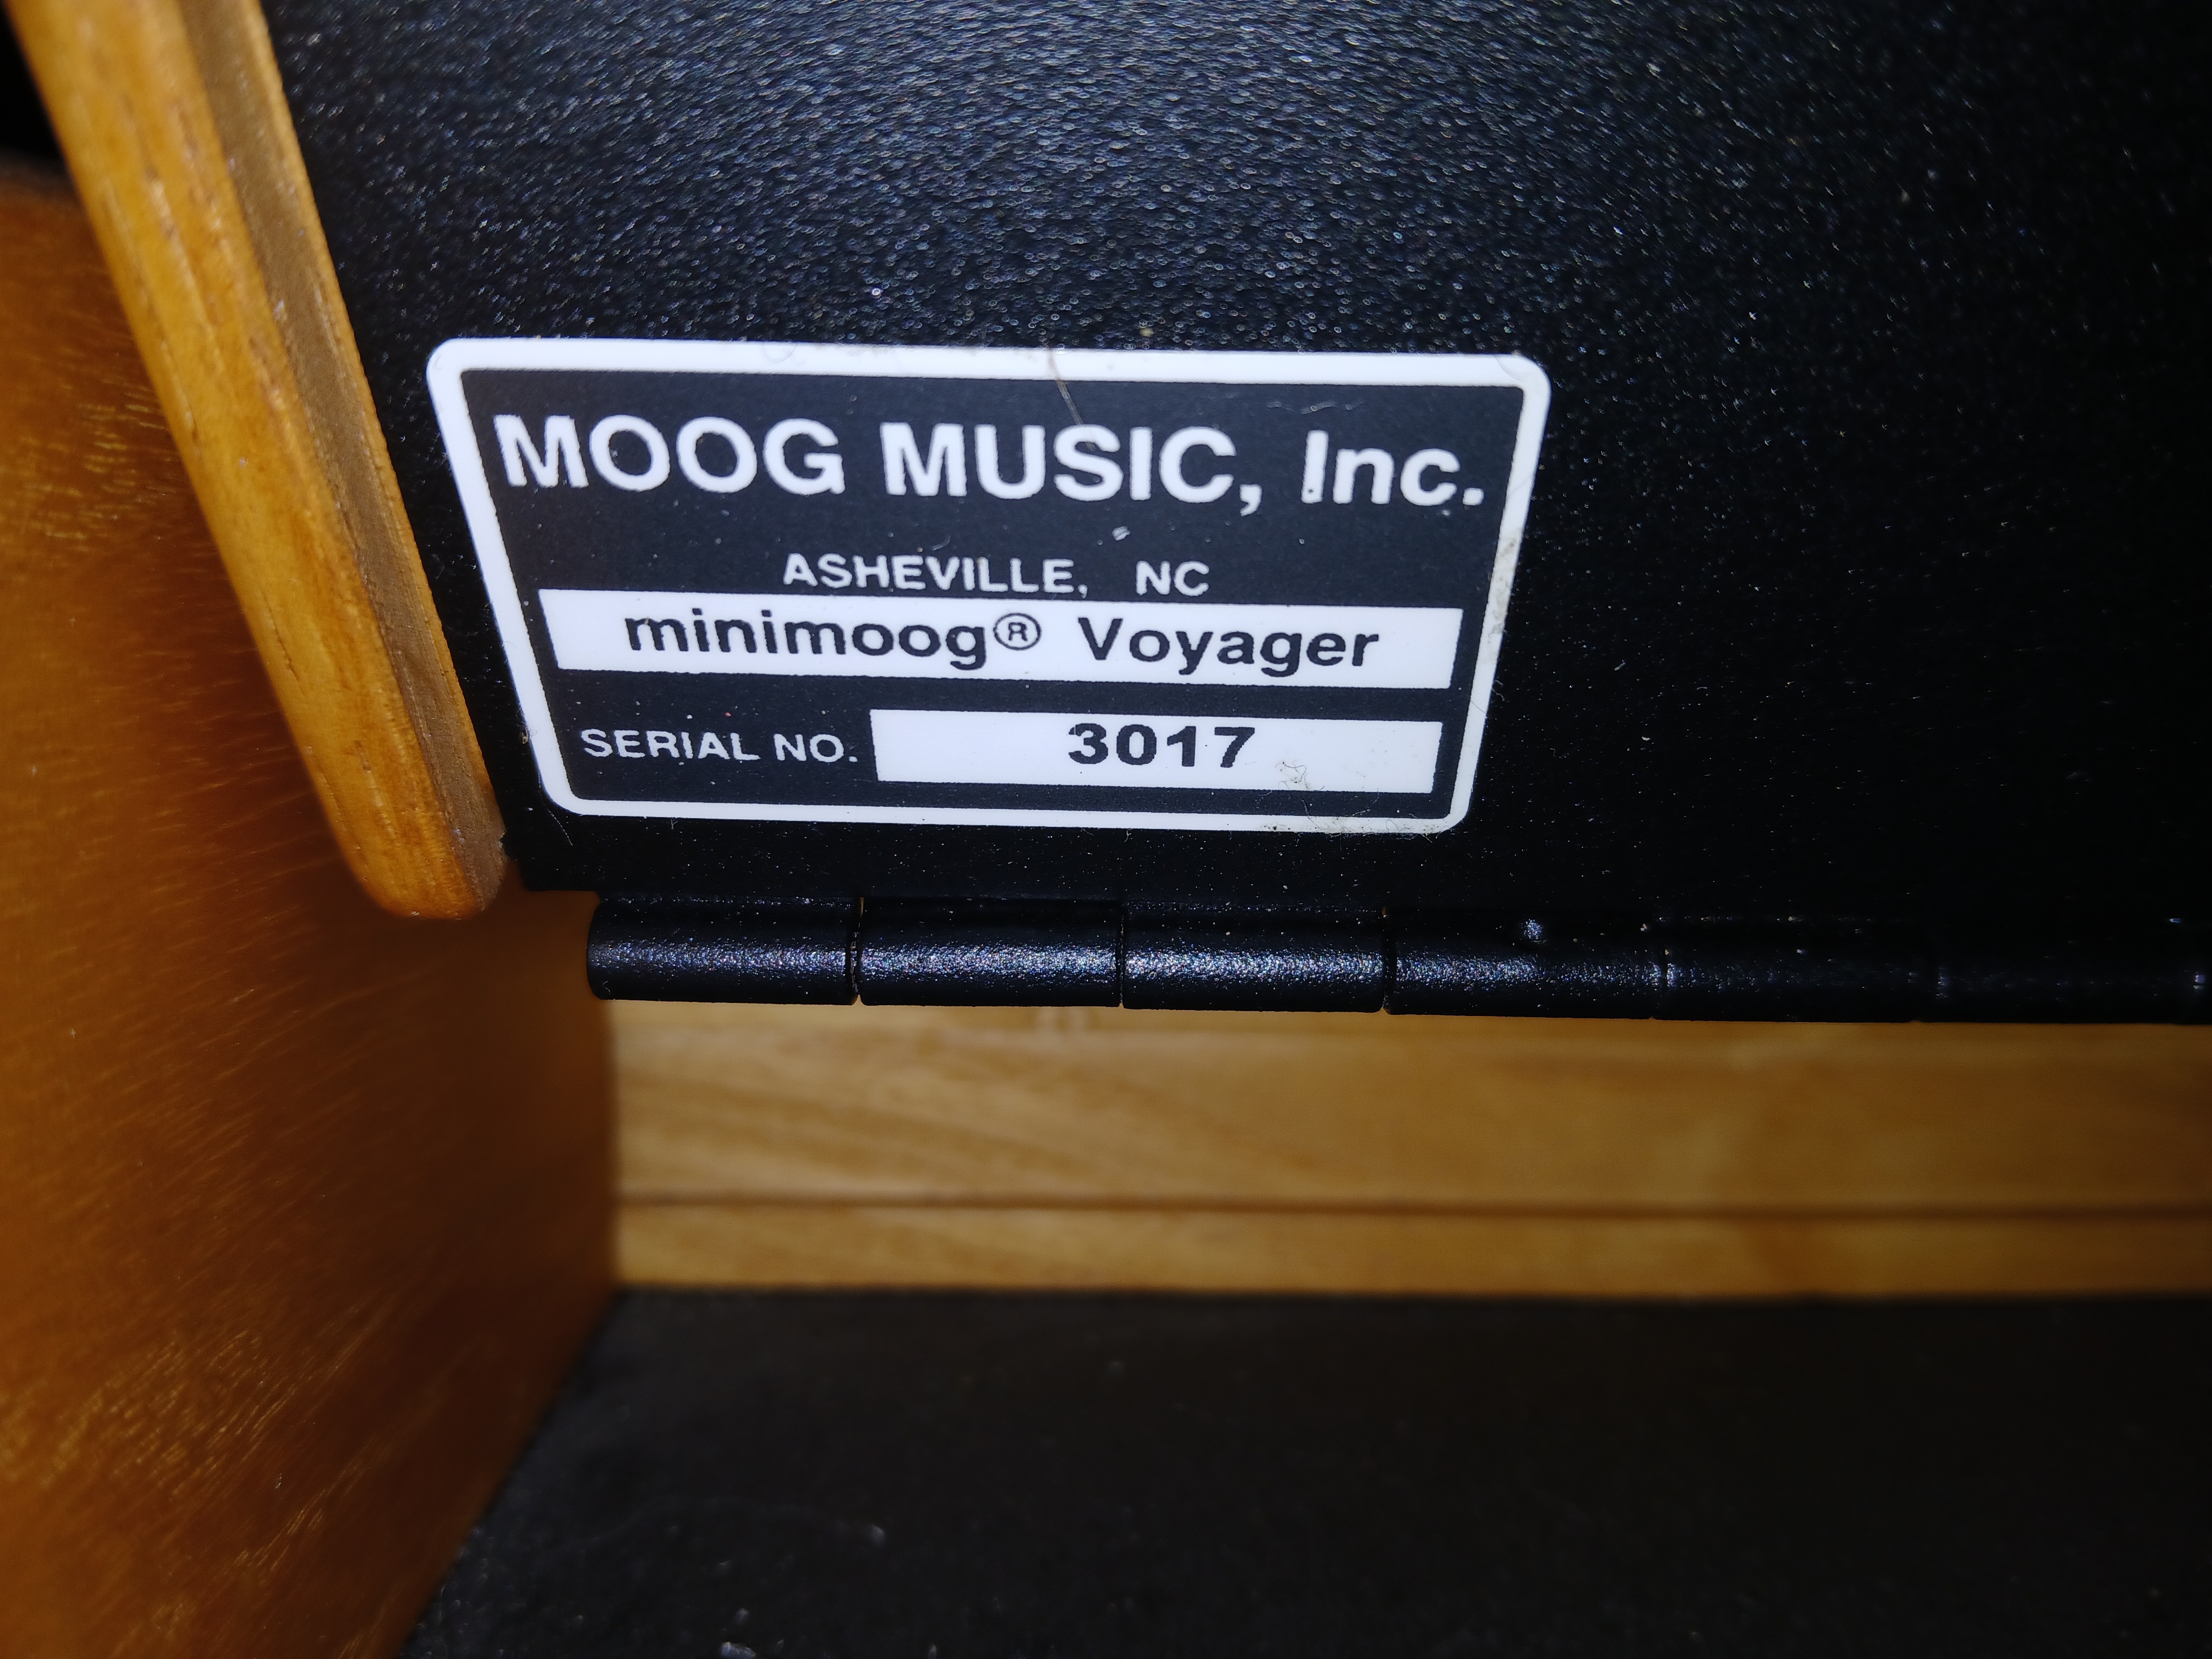 MOOG MUSIC, Inc.
ASHEVILLE, NC
minimoog® Voyager
SERIAL NO. 3017